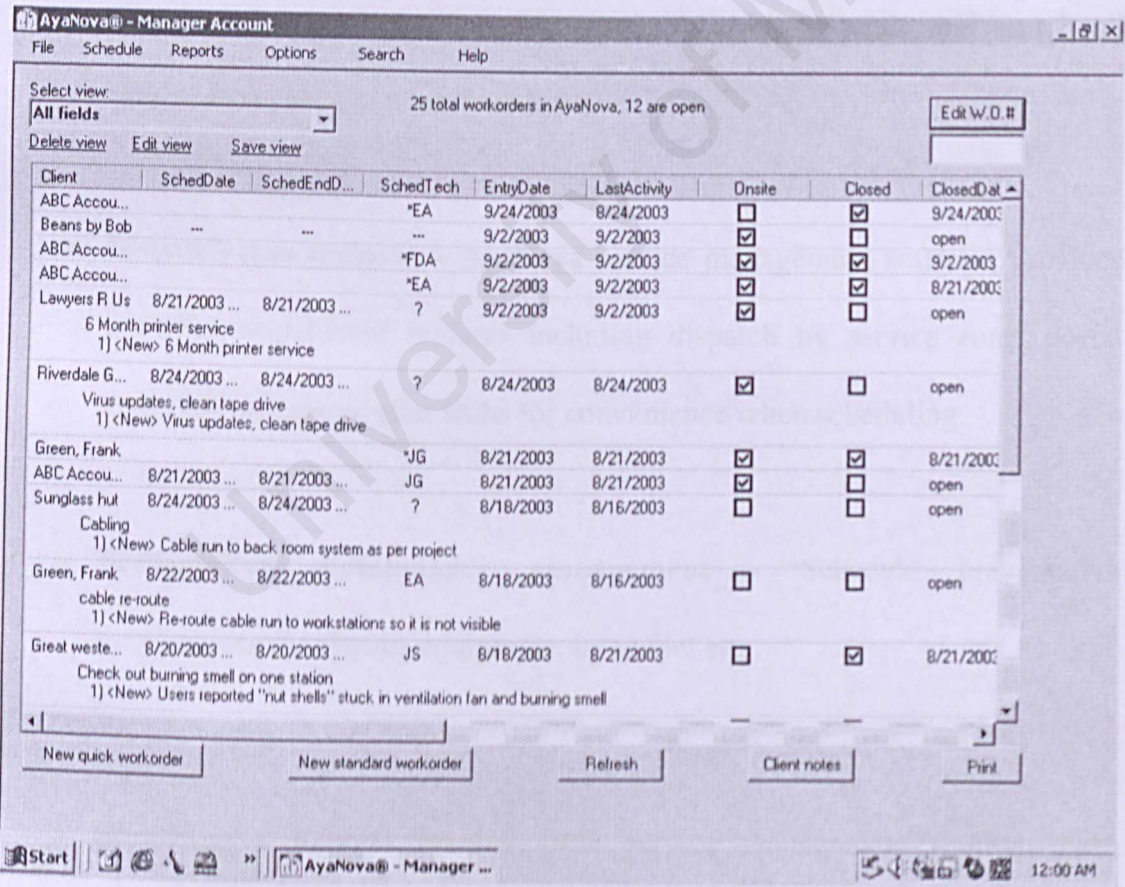 AyaNova® - Manager Account
File Schedule Reports Options Search Help
Select view:
All fields
25 total workorders in AyaNova, 12 are open
Edit W.O.#
Delete view Edit view Save view
Client SchedDate SchedEndD... SchedTech EntryDate LastActivity Onsite Closed ClosedDat
ABC Accou... *EA 9/24/2003 8/24/2003 9/24/2003
Beans by Bob ... ... ... 9/2/2003 9/2/2003 open
ABC Accou... *FDA 9/2/2003 9/2/2003 9/2/2003
ABC Accou... *EA 9/2/2003 9/2/2003 8/21/2003
Lawyers R Us 8/21/2003 ... 8/21/2003 ... ? 9/2/2003 9/2/2003 open
6 Month printer service
1) <New> 6 Month printer service
Riverdale G... 8/24/2003 ... 8/24/2003 ... ? 8/24/2003 8/24/2003 open
Virus updates, clean tape drive
1) <New> Virus updates, clean tape drive
Green, Frank *JG 8/21/2003 8/21/2003 8/21/2003
ABC Accou... 8/21/2003 ... 8/21/2003 ... JG 8/21/2003 8/21/2003 open
Sunglass hut 8/24/2003 ... 8/24/2003 ... ? 8/18/2003 8/16/2003 open
Cabling
1) <New> Cable run to back room system as per project
Green, Frank 8/22/2003 ... 8/22/2003 ... EA 8/18/2003 8/16/2003 open
cable re-route
1) <New> Re-route cable run to workstations so it is not visible
Great weste... 8/20/2003 ... 8/20/2003 ... JS 8/18/2003 8/21/2003 8/21/2003
Check out burning smell on one station
1) <New> Users reported "nut shells" stuck in ventilation fan and burning smell
New quick workorder New standard workorder Refresh Client notes Print
Start » AyaNova® - Manager ... 12:00 AM
University of M